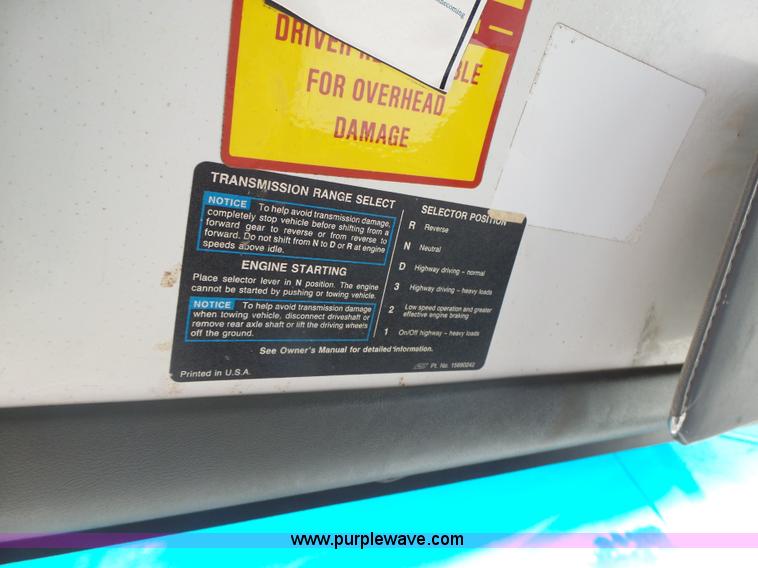 coming
DRIVER
FOR OVERHEAD
DAMAGE
TRANSMISSION RANGE SELECT
NOTICE To help avoid transmission damage,
completely stop vehicle before shifting from a
forward gear to reverse or from reverse to
forward. Do not shift from N to D or R at engine
speeds above idle.
ENGINE STARTING
Place selector lever in N position. The engine
cannot be started by pushing or towing vehicle.
NOTICE To help avoid transmission damage
when towing vehicle, disconnect driveshaft or
remove rear axle shaft or lift the driving wheels
off the ground.
SELECTOR POSITION
R Reverse
N Neutral
D Highway driving – normal
3 Highway driving – heavy loads
2 Low speed operation and greater
effective engine braking
1 On/Off highway – heavy loads
See Owner's Manual for detailed information.
Printed in U.S.A.
Pt. No. 15690242
www.purplewave.com